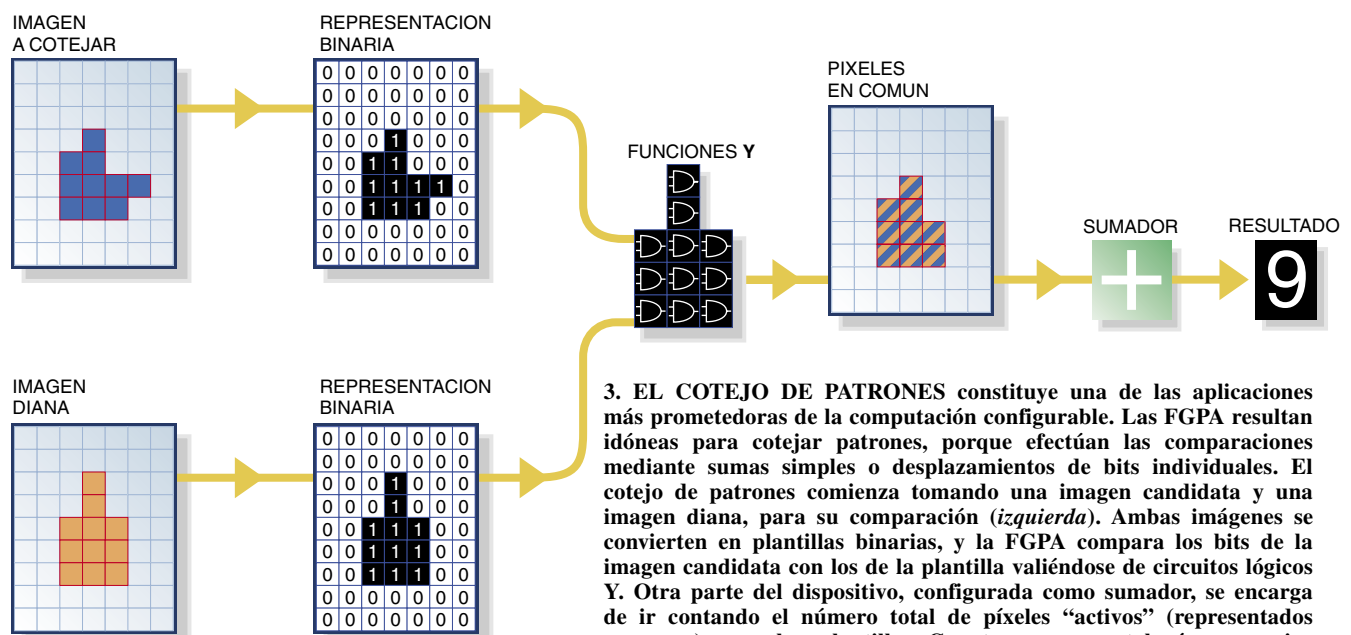 IMAGEN
A COTEJAR
REPRESENTACION
BINARIA
0 0 0 0 0 0 0
0 0 0 0 0 0 0
0 0 0 0 0 0 0
0 0 0 1 0 0 0
0 0 1 1 0 0 0
0 0 1 1 1 1 0
0 0 1 1 1 0 0
0 0 0 0 0 0 0
0 0 0 0 0 0 0
FUNCIONES Y
PIXELES
EN COMUN
SUMADOR
RESULTADO
9
IMAGEN
DIANA
REPRESENTACION
BINARIA
0 0 0 0 0 0 0
0 0 0 0 0 0 0
0 0 0 1 0 0 0
0 0 0 1 0 0 0
0 0 1 1 1 0 0
0 0 1 1 1 0 0
0 0 1 1 1 0 0
0 0 0 0 0 0 0
0 0 0 0 0 0 0
3. EL COTEJO DE PATRONES constituye una de las aplicaciones
más prometedoras de la computación configurable. Las FGPA resultan
idóneas para cotejar patrones, porque efectúan las comparaciones
mediante sumas simples o desplazamientos de bits individuales. El
cotejo de patrones comienza tomando una imagen candidata y una
imagen diana, para su comparación (izquierda). Ambas imágenes se
convierten en plantillas binarias, y la FGPA compara los bits de la
imagen candidata con los de la plantilla valiéndose de circuitos lógicos
Y. Otra parte del dispositivo, configurada como sumador, se encarga
de ir contando el número total de píxeles “activos” (representados